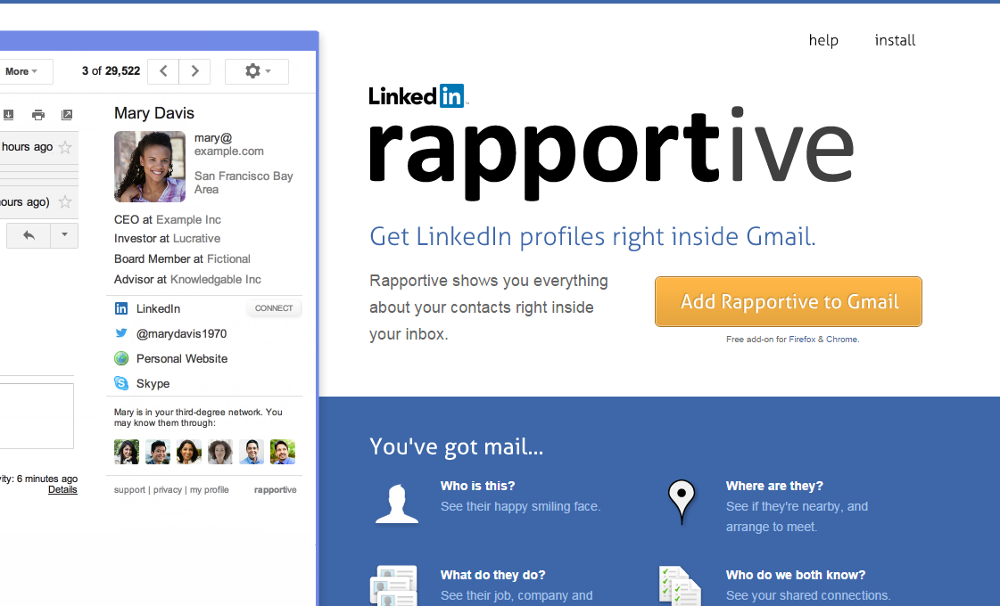 help install
More
3 of 29,522
Mary Davis
mary@
example.com
San Francisco Bay
Area
hours ago
ours ago)
CEO at Example Inc
Investor at Lucrative
Board Member at Fictional
Advisor at Knowledgable Inc
LinkedIn CONNECT
@marydavis1970
Personal Website
Skype
Mary is in your third-degree network. You
may know them through:
vity: 6 minutes ago
Details
support | privacy | my profile rapportive
Linked in
rapportive
Get LinkedIn profiles right inside Gmail.
Rapportive shows you everything
about your contacts right inside
your inbox.
Add Rapportive to Gmail
Free add-on for Firefox & Chrome.
You've got mail...
Who is this?
See their happy smiling face.
Where are they?
See if they're nearby, and
arrange to meet.
What do they do?
See their job, company and
Who do we both know?
See your shared connections.